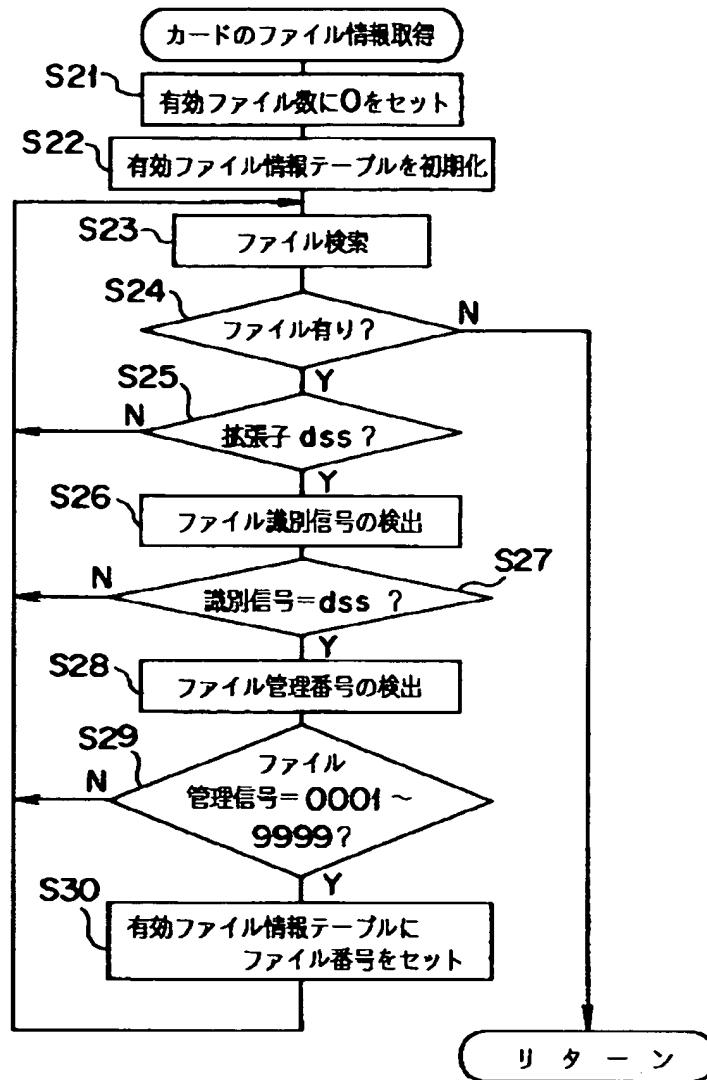 カードのファイル情報取得
S21
有効ファイル数に0をセット
S22
有効ファイル情報テーブルを初期化
S23
ファイル検索
S24
ファイル有り?
N
Y
S25
N
拡張子 dss ?
Y
S26
ファイル識別信号の検出
S27
N
識別信号=dss ?
Y
S28
ファイル管理番号の検出
S29
N
ファイル
管理信号=0001~
9999?
Y
S30
有効ファイル情報テーブルに
ファイル番号をセット
リターン